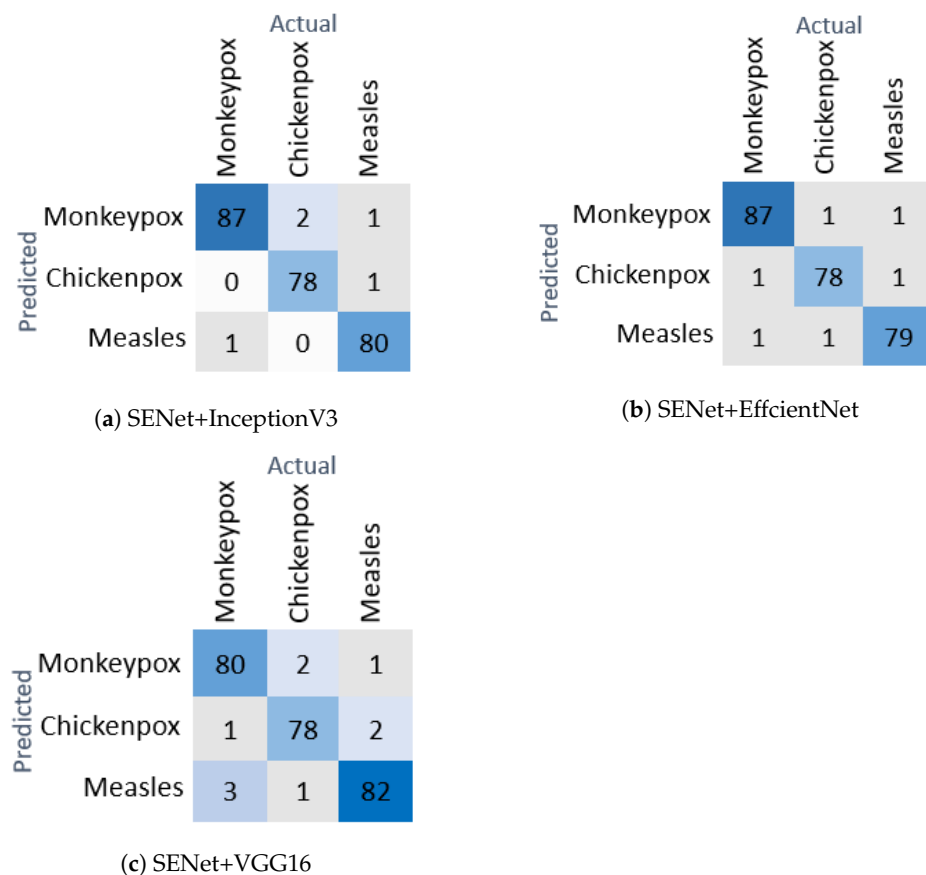 Actual
Monkeypox Chickenpox Measles
Predicted
Monkeypox 87 2 1
Chickenpox 0 78 1
Measles 1 0 80
(a) SENet+InceptionV3
Actual
Monkeypox Chickenpox Measles
Predicted
Monkeypox 87 1 1
Chickenpox 1 78 1
Measles 1 1 79
(b) SENet+EffcientNet
Actual
Monkeypox Chickenpox Measles
Predicted
Monkeypox 80 2 1
Chickenpox 1 78 2
Measles 3 1 82
(c) SENet+VGG16